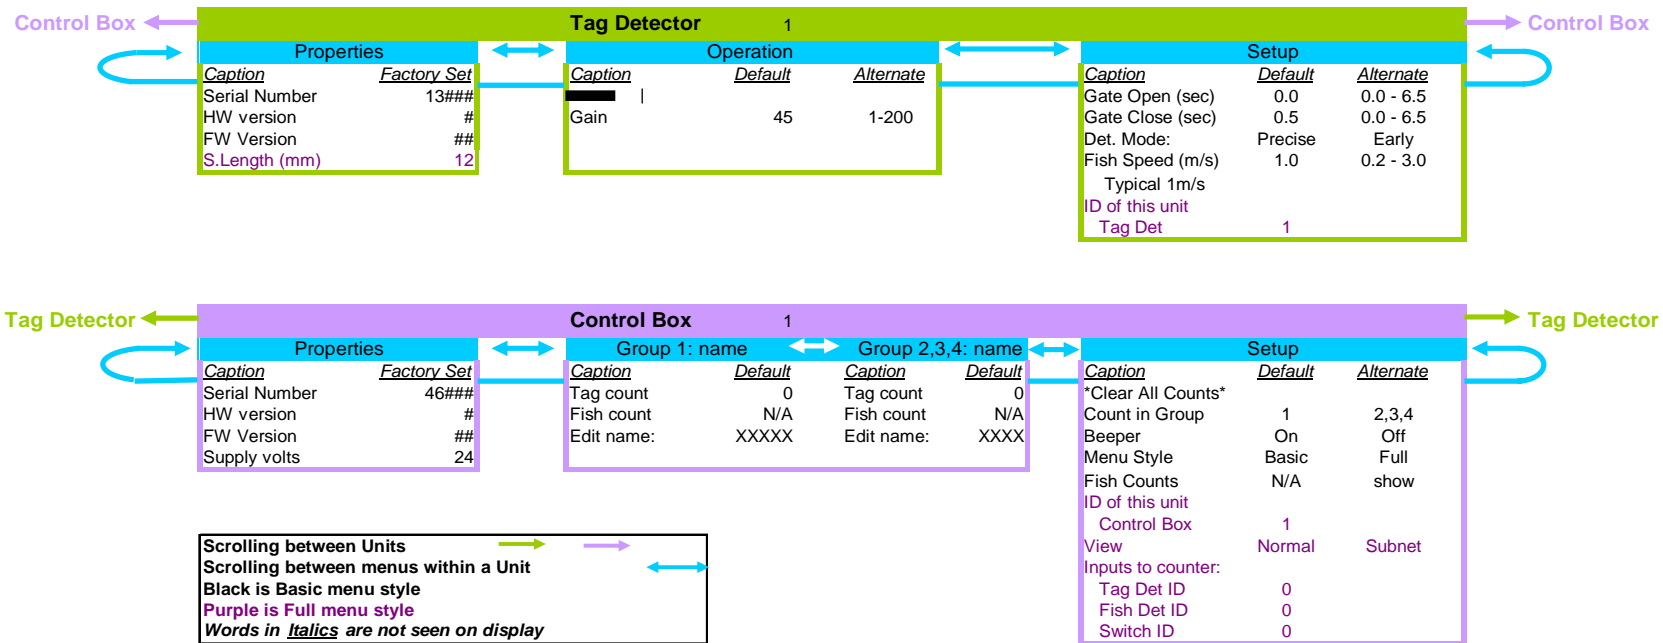 Control Box Tag Detector 1 Control Box
Properties Operation Setup
Caption Factory Set Caption Default Alternate Caption Default Alternate
Serial Number 13### | Gate Open (sec) 0.0 0.0 - 6.5
HW version # Gain 45 1-200 Gate Close (sec) 0.5 0.0 - 6.5
FW Version ## Det. Mode: Precise Early
S.Length (mm) 12 Fish Speed (m/s) 1.0 0.2 - 3.0
Typical 1m/s
ID of this unit
Tag Det 1
Tag Detector Control Box 1 Tag Detector
Properties Group 1: name Group 2,3,4: name Setup
Caption Factory Set Caption Default Caption Default Caption Default Alternate
Serial Number 46### Tag count 0 Tag count 0 *Clear All Counts*
HW version # Fish count N/A Fish count N/A Count in Group 1 2,3,4
FW Version ## Edit name: XXXXX Edit name: XXXX Beeper On Off
Supply volts 24 Menu Style Basic Full
Fish Counts N/A show
ID of this unit
Control Box 1
Scrolling between Units View Normal Subnet
Scrolling between menus within a Unit Inputs to counter:
Black is Basic menu style Tag Det ID 0
Purple is Full menu style Fish Det ID 0
Words in Italics are not seen on display Switch ID 0